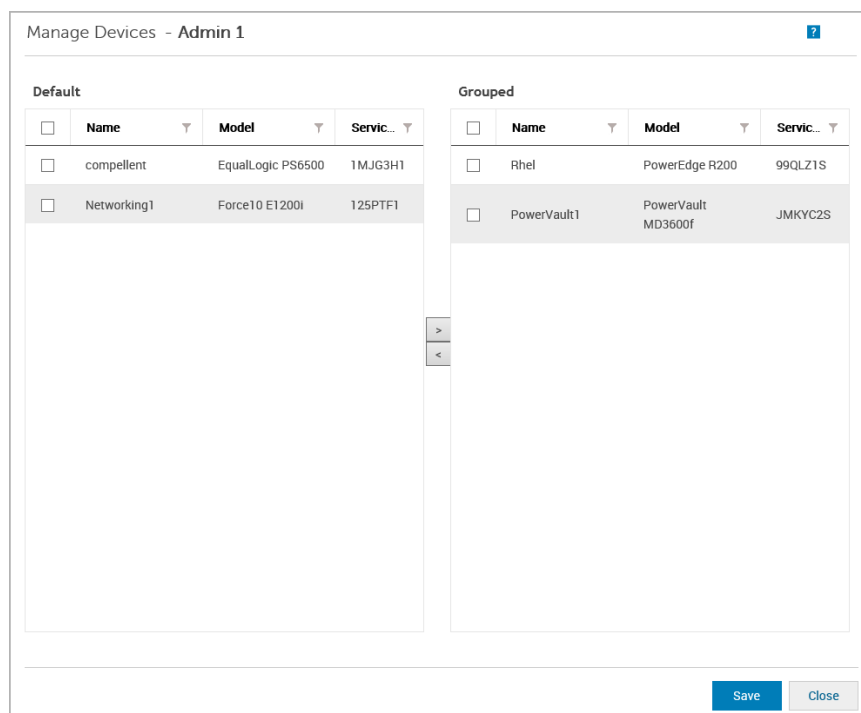 Manage Devices - Admin 1
?
Default
Name Model Servic...
compellent EqualLogic PS6500 1MJG3H1
Networking1 Force10 E1200i 125PTF1
>
<
Grouped
Name Model Servic...
Rhel PowerEdge R200 99QLZ1S
PowerVault1 PowerVault MD3600f JMKYC2S
Save Close